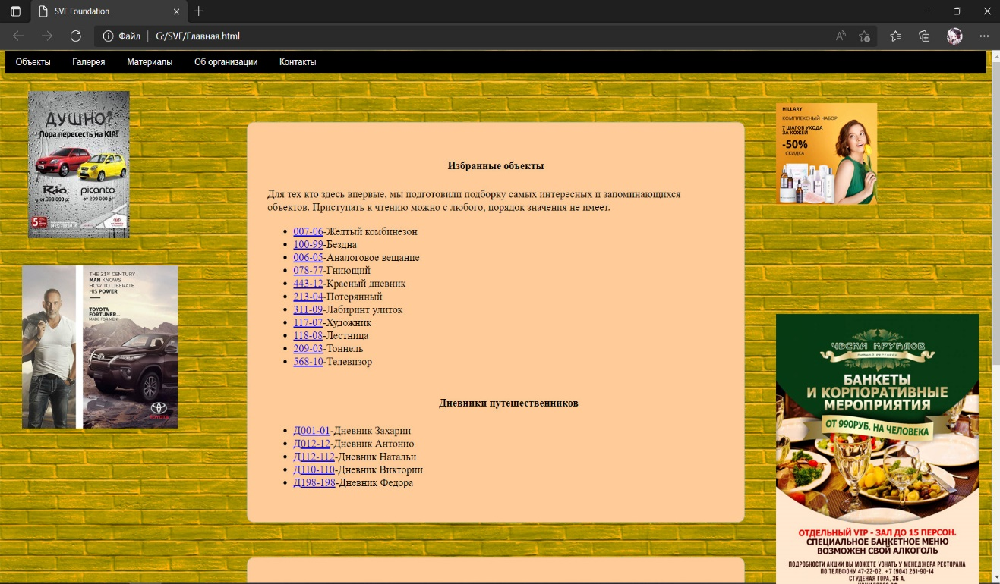 SVF Foundation
Файл
G:/SVF/Главная.html
Объекты
Галерея
Материалы
Об организации
Контакты
ДУШНО?
Пора пересесть на KIA!
Rio
picanto
от 399 000 р.
от 299 000 р.
5
THE 21ST CENTURY
MAN KNOWS
HOW TO LIBERATE
HIS POWER.
TOYOTA
FORTUNER...
MADE FOR MEN
TOYOTA
Избранные объекты
Для тех кто здесь впервые, мы подготовили подборку самых интересных и запоминающихся
объектов. Приступать к чтению можно с любого, порядок значения не имеет.
007-06-Желтый комбинезон
100-99-Бездна
006-05-Аналоговое вещание
078-77-Гниющий
443-12-Красный дневник
213-04-Потерянный
311-09-Лабиринт улиток
117-07-Художник
118-08-Лестница
209-03-Тоннель
568-10-Телевизор
Дневники путешественников
Д001-01-Дневник Захарии
Д012-12-Дневник Антонио
Д112-112-Дневник Натальи
Д110-110-Дневник Виктории
Д198-198-Дневник Федора
HILLARY
КОМПЛЕКСНЫЙ НАБОР
7 ШАГОВ УХОДА
ЗА КОЖЕЙ
-50%
СКИДКА
ЧЕСКИ КРУМЛОВ
ПИВНОЙ РЕСТОРАН
БАНКЕТЫ
И КОРПОРАТИВНЫЕ
МЕРОПРИЯТИЯ
ОТ 990РУБ. НА ЧЕЛОВЕКА
ОТДЕЛЬНЫЙ VIP - ЗАЛ ДО 15 ПЕРСОН.
СПЕЦИАЛЬНОЕ БАНКЕТНОЕ МЕНЮ
ВОЗМОЖЕН СВОЙ АЛКОГОЛЬ
ПОДРОБНОСТИ АКЦИИ ВЫ МОЖЕТЕ УЗНАТЬ У МЕНЕДЖЕРА РЕСТОРАНА
ПО ТЕЛЕФОНУ 47-22-02, +7 (904) 251-90-14
СТУДЕНАЯ ГОРА, 36 А.